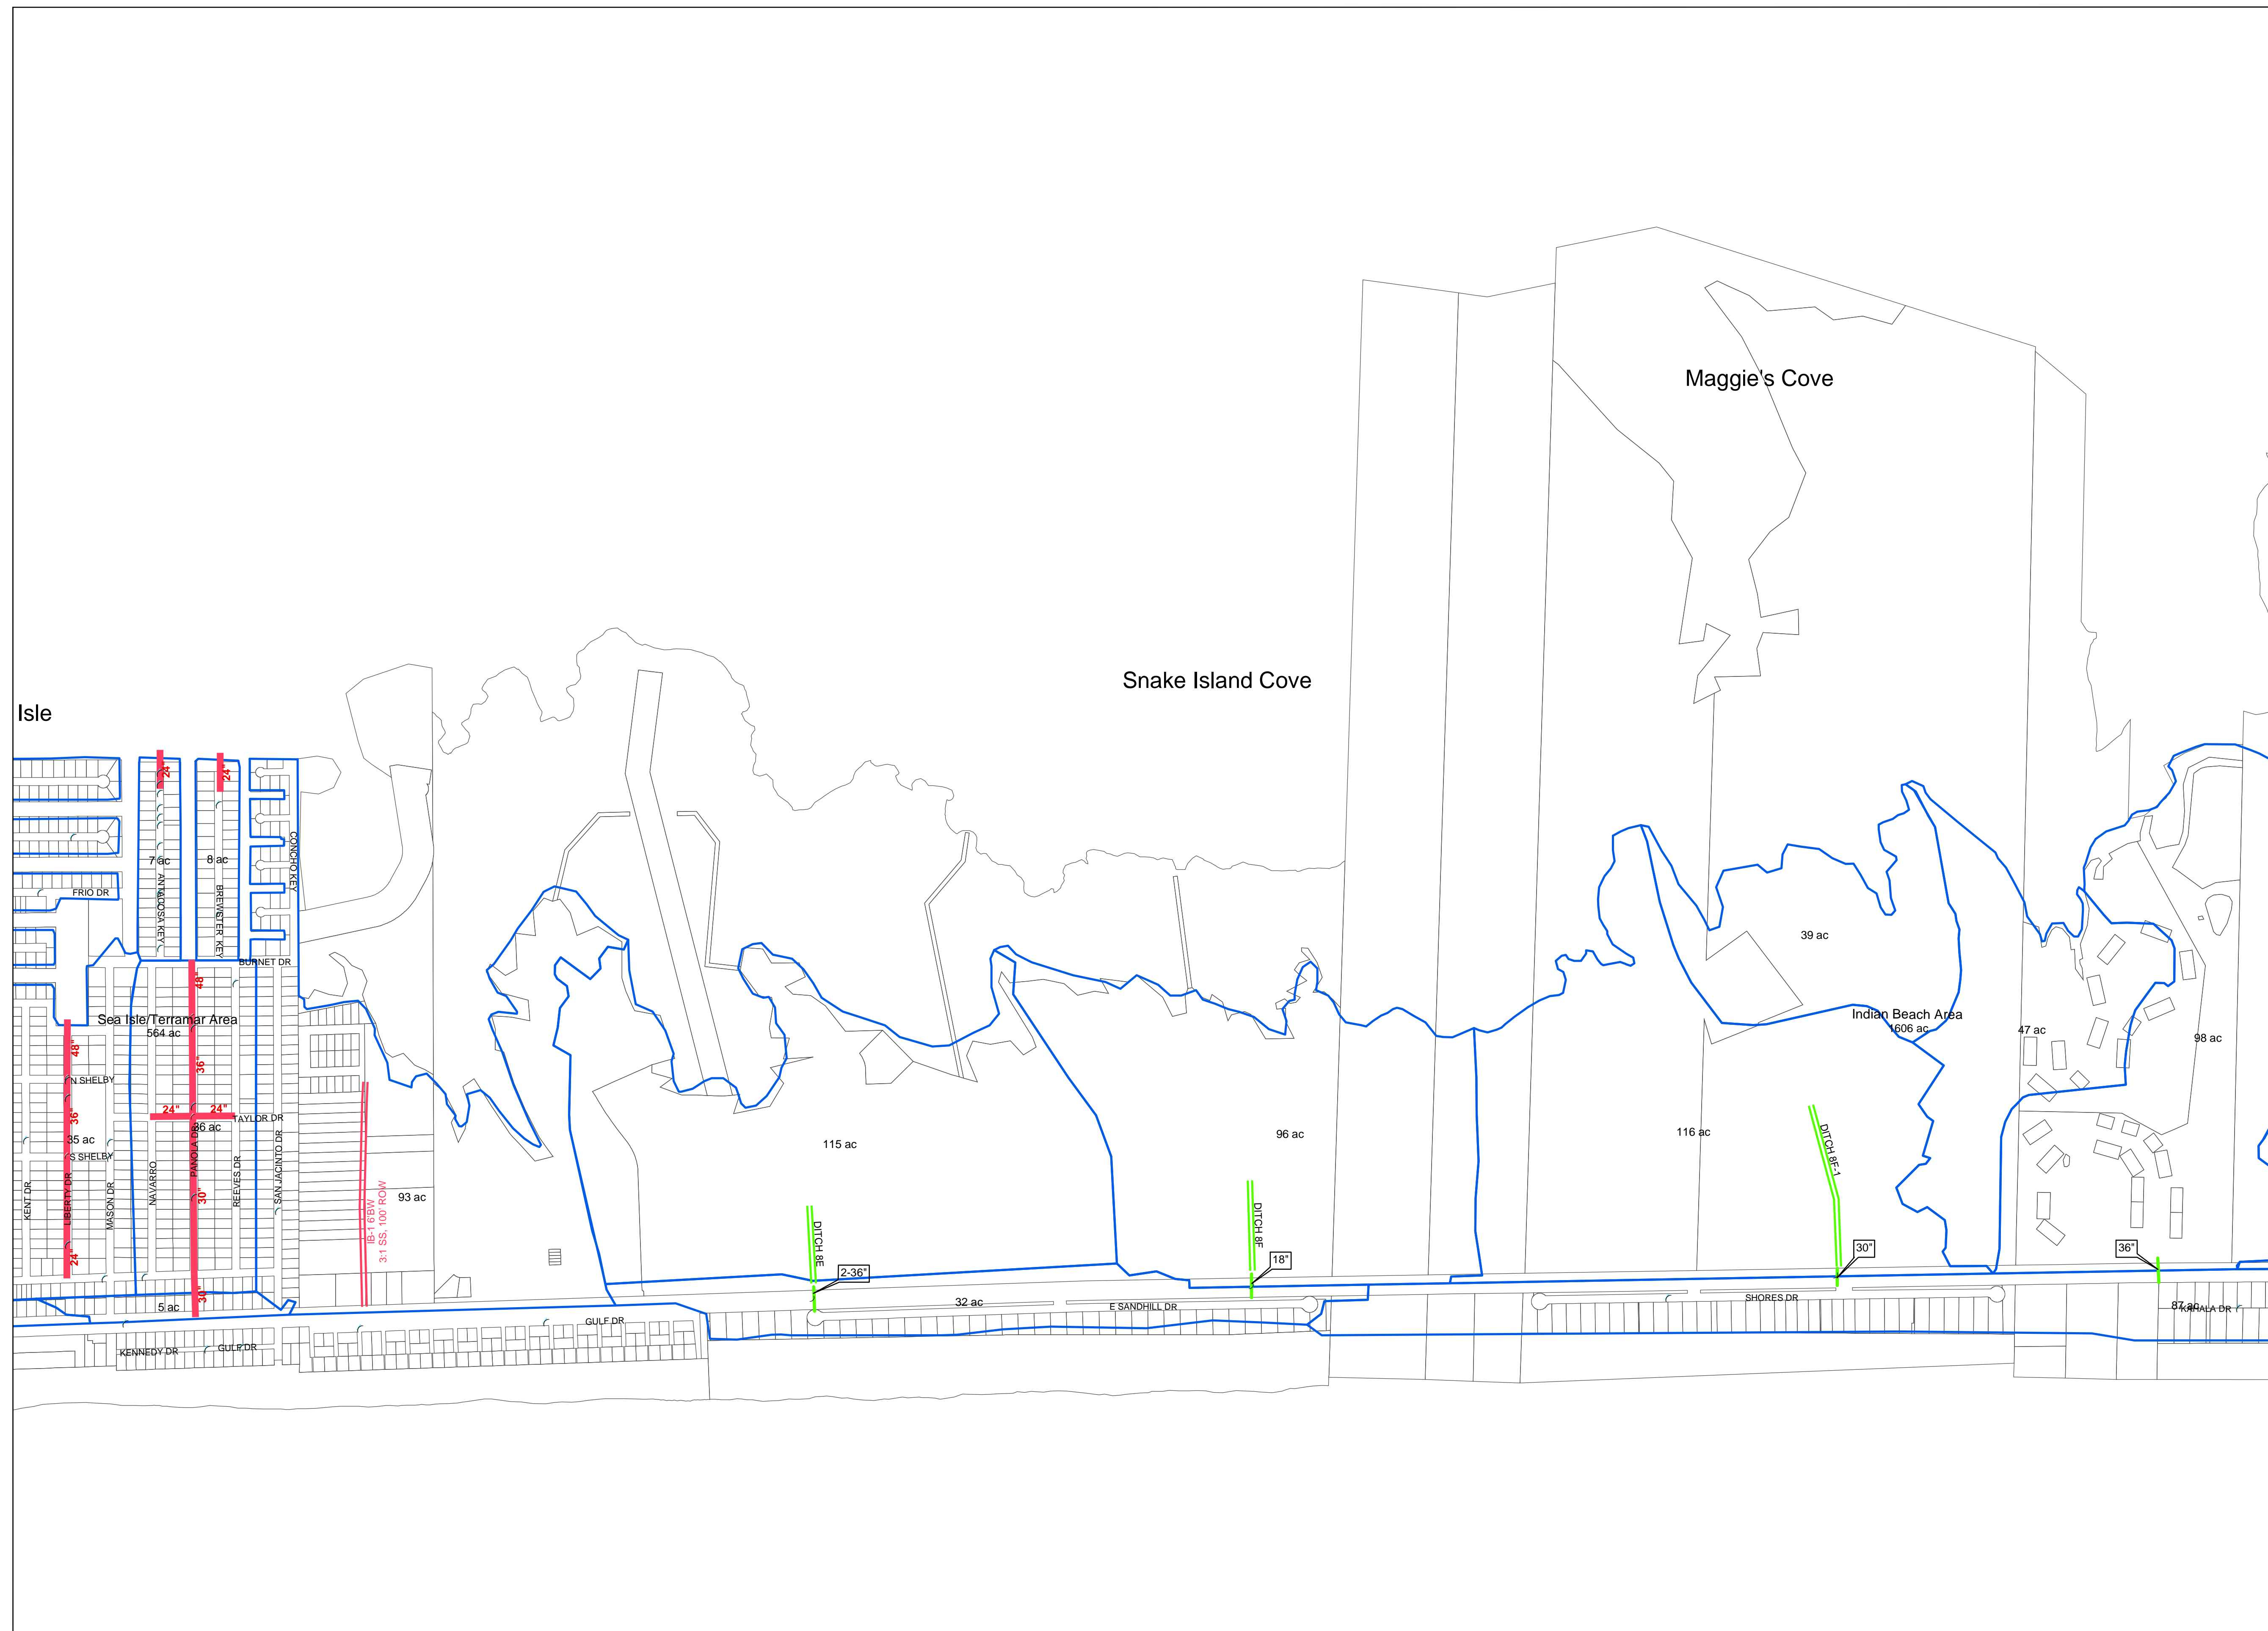 Maggie's Cove
Snake Island Cove
Isle
24"
24"
7 ac
8 ac
CONCHO KEY
FRIO DR
BREWSTER KEY
BURNET DR
39 ac
48"
Sea Isle/Terramar Area
564 ac
Indian Beach Area
1606 ac
47 ac
98 ac
48"
36"
N SHELBY
36"
24"
24"
TAYLOR DR
36 ac
35 ac
S SHELBY
115 ac
96 ac
116 ac
DITCH 8F-1
KENT DR
LIBERTY DR
MASON DR
NAVARRO
PANOLA DR
30"
REEVES DR
SAN JACINTO DR
IB-1 6'BW
3:1 SS, 100' ROW
93 ac
DITCH 8E
DITCH 8F
24"
2-36"
18"
30"
36"
30"
5 ac
32 ac
E SANDHILL DR
SHORES DR
87 ac
KAHALA DR
GULF DR
KENNEDY DR
GULF DR